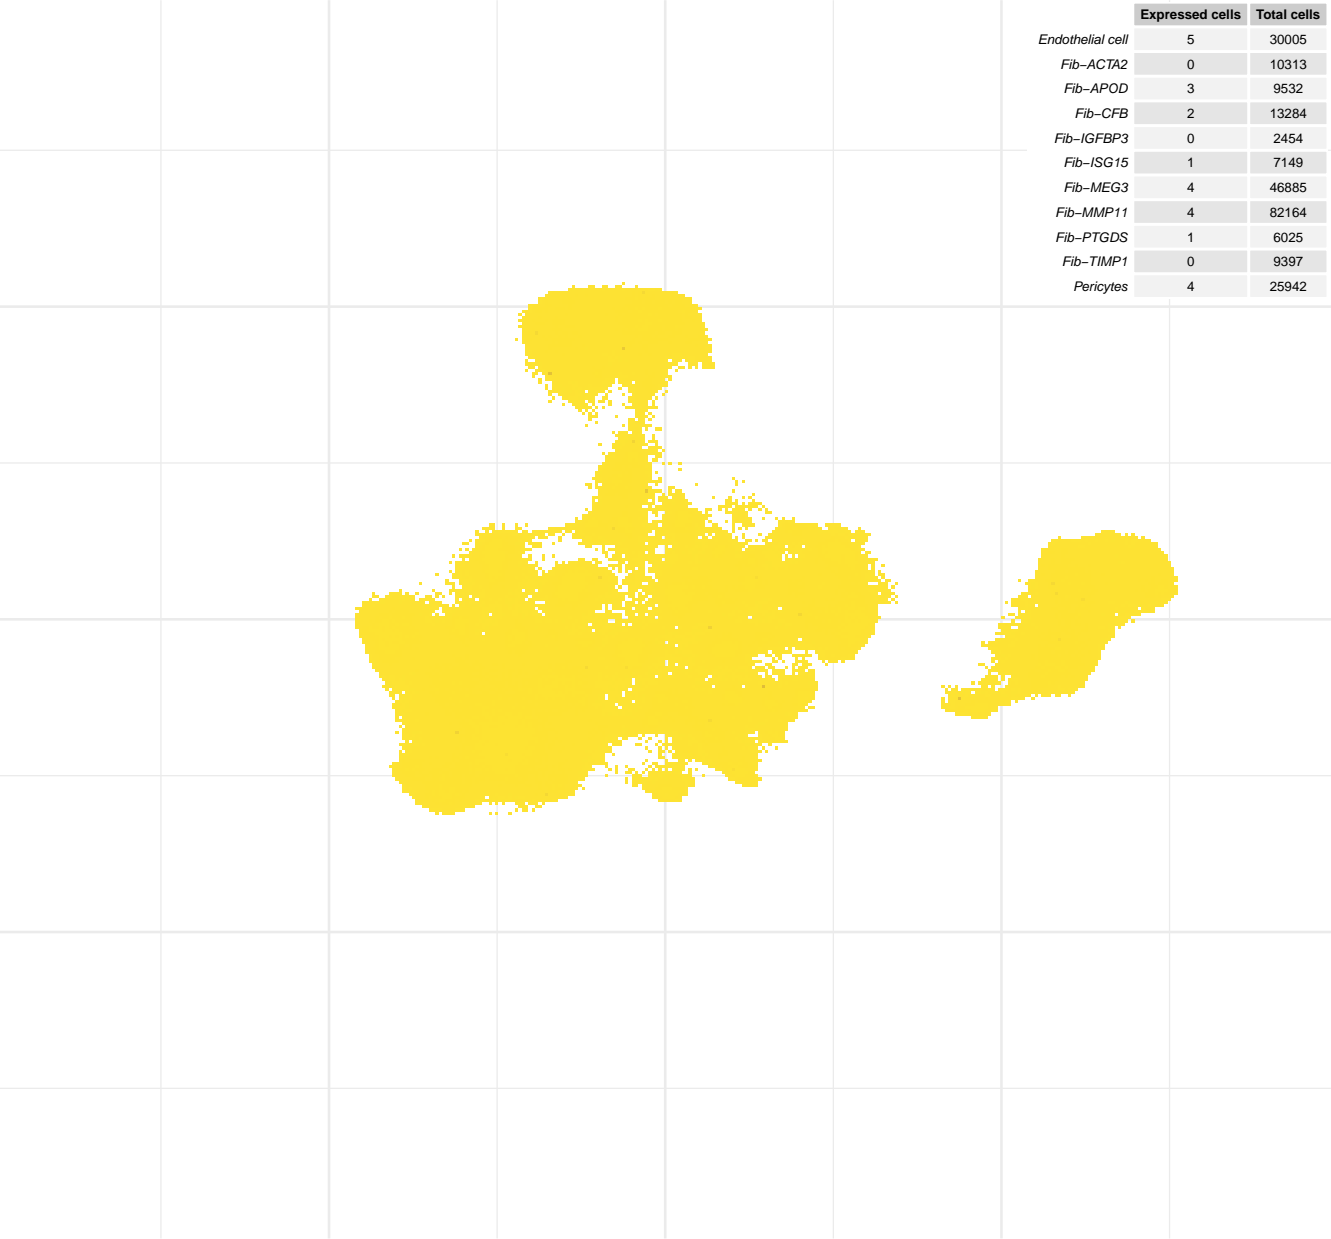 Expressed cells Total cells
Endothelial cell 5 30005
Fib−ACTA2 0 10313
Fib−APOD 3 9532
Fib−CFB 2 13284
Fib−IGFBP3 0 2454
Fib−ISG15 1 7149
Fib−MEG3 4 46885
Fib−MMP11 4 82164
Fib−PTGDS 1 6025
Fib−TIMP1 0 9397
Pericytes 4 25942